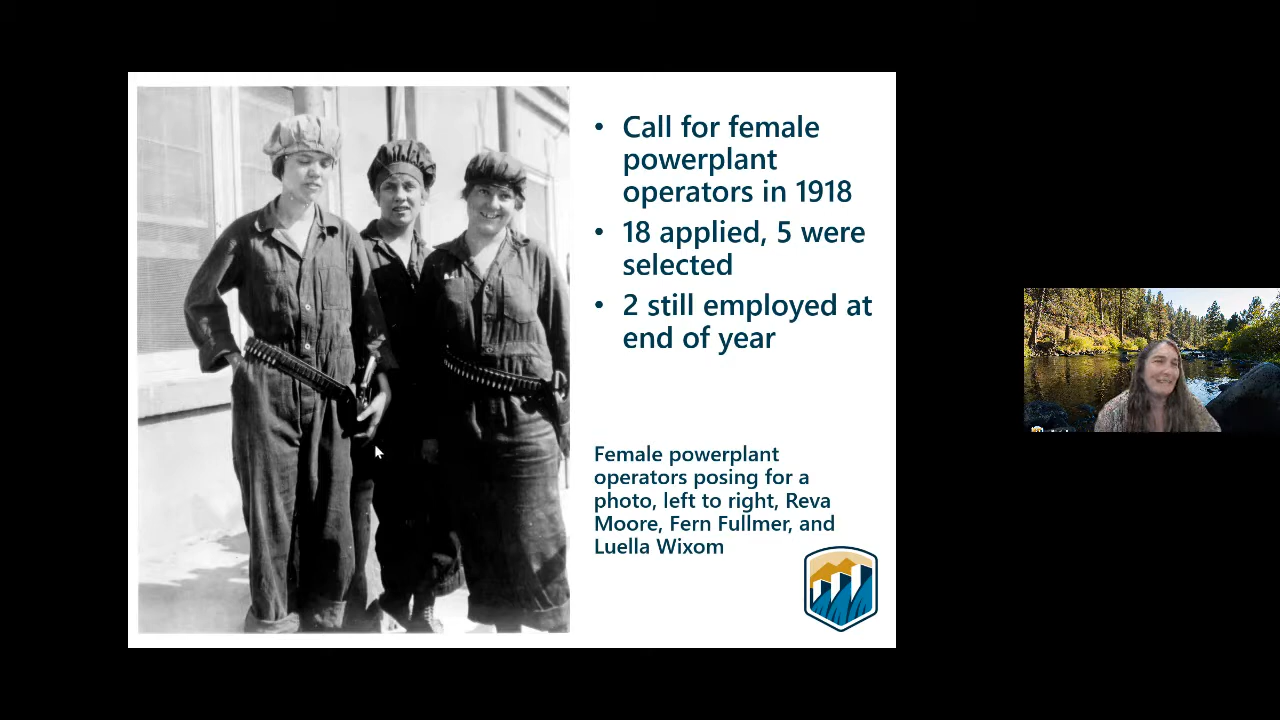 • Call for female
powerplant
operators in 1918
• 18 applied, 5 were
selected
• 2 still employed at
end of year
Female powerplant
operators posing for a
photo, left to right, Reva
Moore, Fern Fullmer, and
Luella Wixom